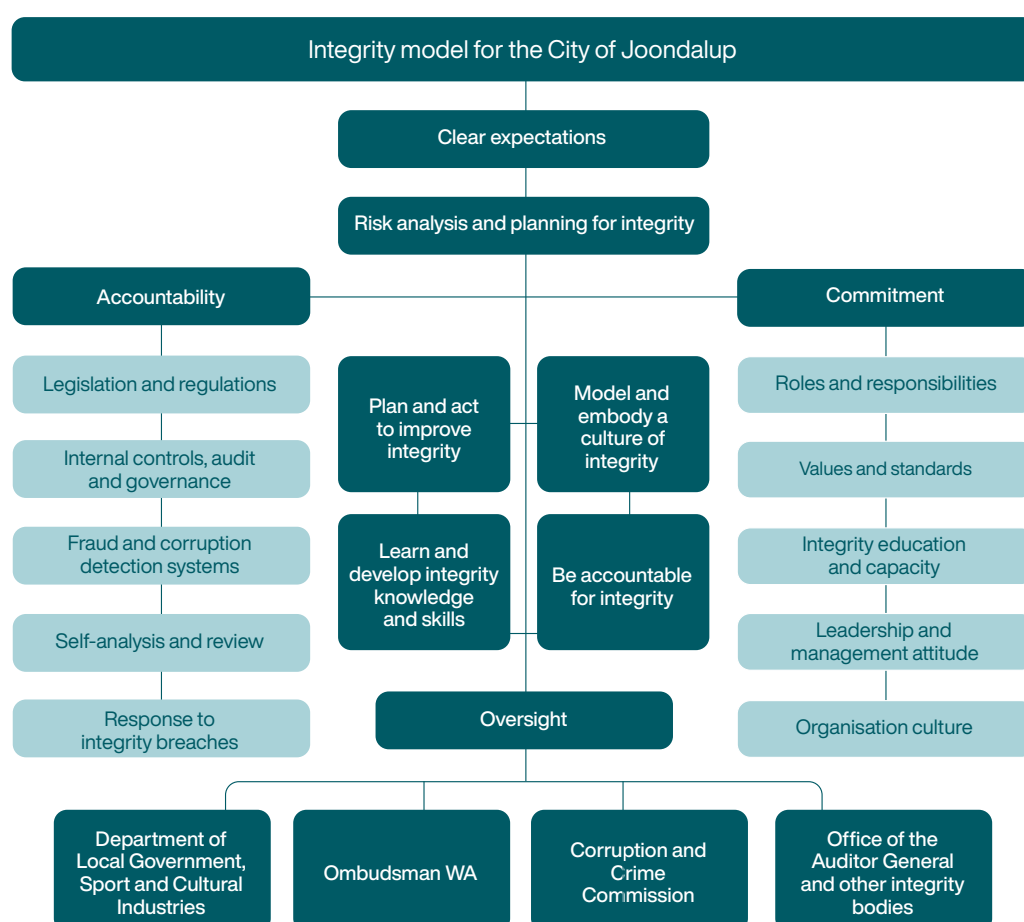 Integrity model for the City of Joondalup
Clear expectations
Risk analysis and planning for integrity
Accountability
Legislation and regulations
Internal controls, audit
and governance
Fraud and corruption
detection systems
Self-analysis and review
Response to
integrity breaches
Plan and act
to improve
integrity
Model and
embody a
culture of
integrity
Learn and
develop integrity
knowledge
and skills
Be accountable
for integrity
Commitment
Roles and responsibilities
Values and standards
Integrity education
and capacity
Leadership and
management attitude
Organisation culture
Oversight
Department of
Local Government,
Sport and Cultural
Industries
Ombudsman WA
Corruption and
Crime
Commission
Office of the
Auditor General
and other integrity
bodies